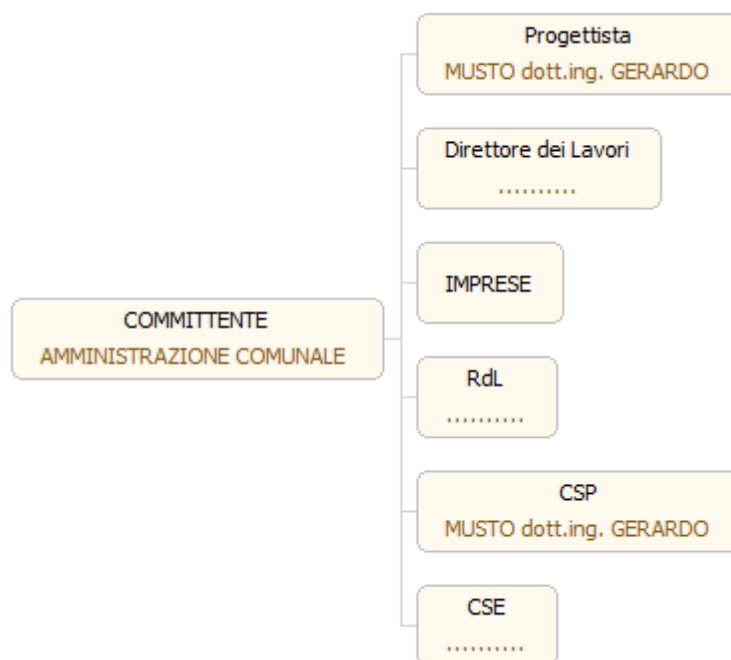 Progettista
MUSTO dott.ing. GERARDO
Direttore dei Lavori
..........
IMPRESE
COMMITTENTE
AMMINISTRAZIONE COMUNALE
RdL
..........
CSP
MUSTO dott.ing. GERARDO
CSE
..........